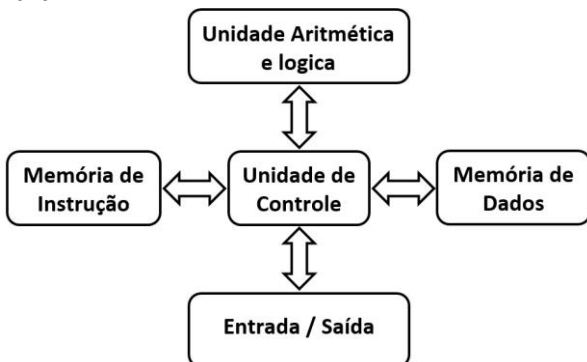 Unidade Aritmética
e logica
Memória de
Instrução
Unidade de
Controle
Memória de
Dados
Entrada / Saída